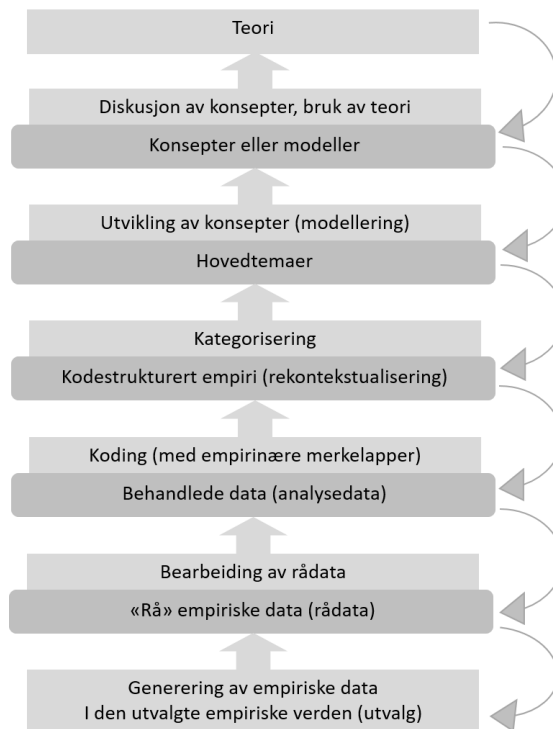 Teori
Diskusjon av konsepter, bruk av teori
Konsepter eller modeller
Utvikling av konsepter (modellering)
Hovedtemaer
Kategorisering
Kodestrukturert empiri (rekontekstualisering)
Koding (med empirinære merkelapper)
Behandlede data (analysedata)
Bearbeiding av rådata
«Rå» empiriske data (rådata)
Generering av empiriske data
I den utvalgte empiriske verden (utvalg)